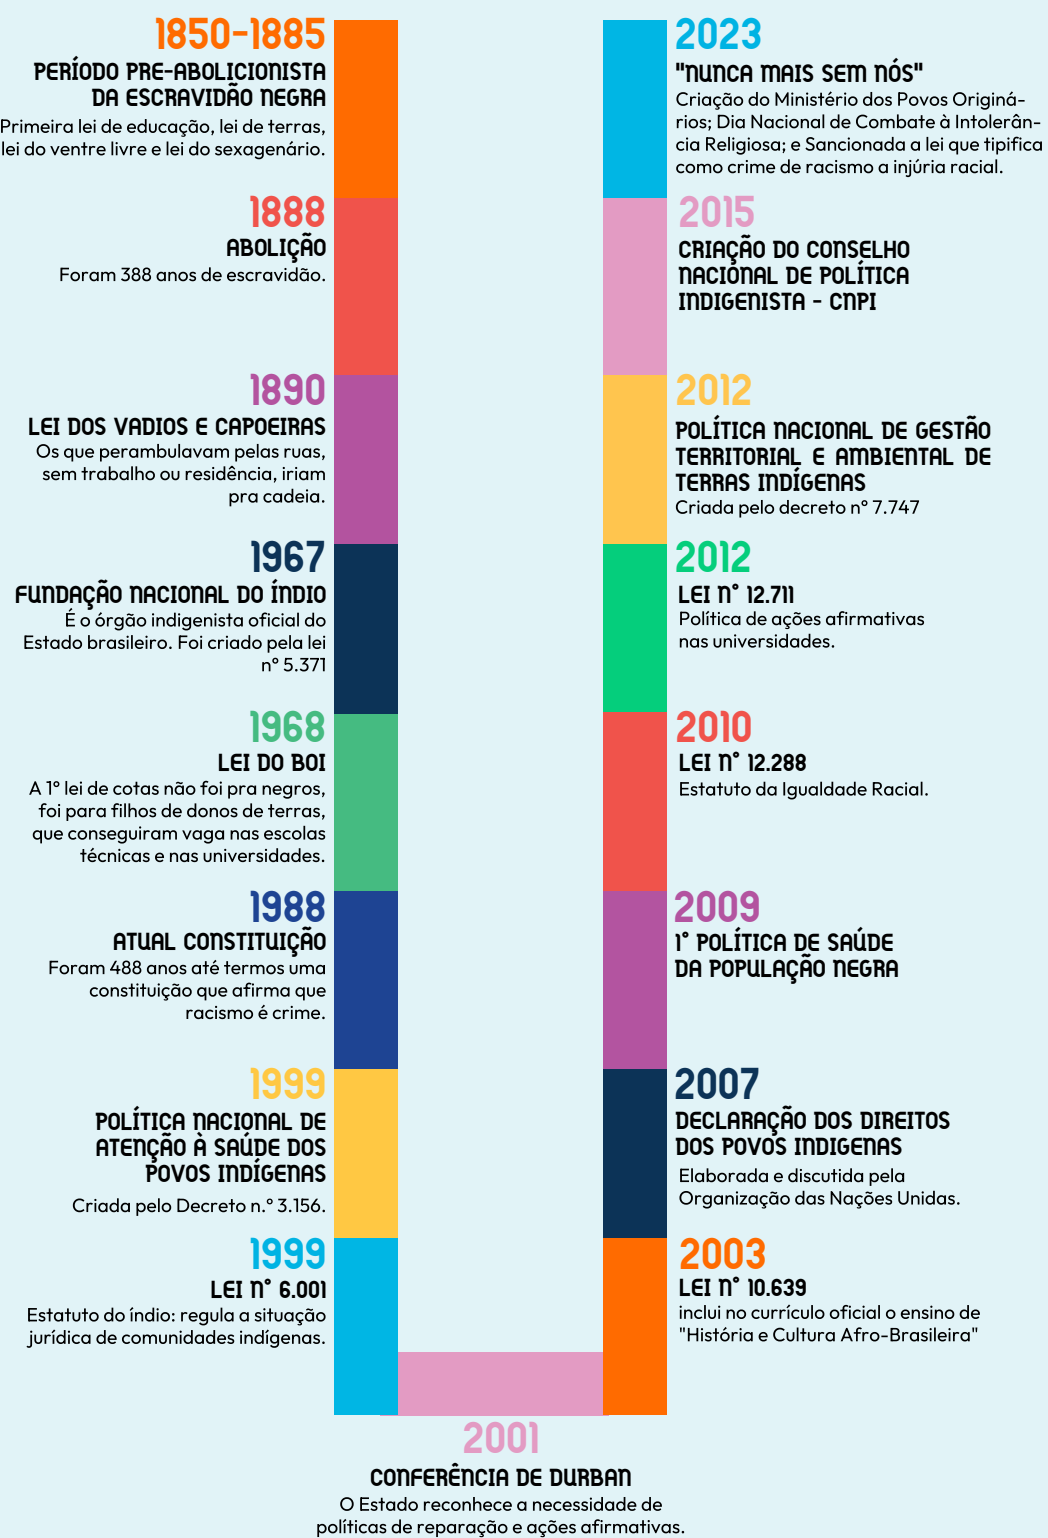 1850-1885
PERÍODO PRE-ABOLICIONISTA
DA ESCRAVIDÃO NEGRA
Primeira lei de educação, lei de terras,
lei do ventre livre e lei do sexagenário.
1888
ABOLIÇÃO
Foram 388 anos de escravidão.
1890
LEI DOS VADIOS E CAPOEIRAS
Os que perambulavam pelas ruas,
sem trabalho ou residência, iriam
pra cadeia.
1967
FUNDAÇÃO NACIONAL DO ÍNDIO
É o órgão indigenista oficial do
Estado brasileiro. Foi criado pela lei
nº 5.371
1968
LEI DO BOI
A 1º lei de cotas não foi pra negros,
foi para filhos de donos de terras,
que conseguiram vaga nas escolas
técnicas e nas universidades.
1988
ATUAL CONSTITUIÇÃO
Foram 488 anos até termos uma
constituição que afirma que
racismo é crime.
1999
POLÍTICA NACIONAL DE
ATENÇÃO À SAÚDE DOS
POVOS INDÍGENAS
Criada pelo Decreto n.º 3.156.
1999
LEI N° 6.001
Estatuto do índio: regula a situação
jurídica de comunidades indígenas.
2001
CONFERÊNCIA DE DURBAN
O Estado reconhece a necessidade de
políticas de reparação e ações afirmativas.
2003
LEI N° 10.639
inclui no currículo oficial o ensino de
"História e Cultura Afro-Brasileira"
2007
DECLARAÇÃO DOS DIREITOS
DOS POVOS INDIGENAS
Elaborada e discutida pela
Organização das Nações Unidas.
2009
1° POLÍTICA DE SAÚDE
DA POPULAÇÃO NEGRA
2010
LEI N° 12.288
Estatuto da Igualdade Racial.
2012
LEI N° 12.711
Política de ações afirmativas
nas universidades.
2012
POLÍTICA NACIONAL DE GESTÃO
TERRITORIAL E AMBIENTAL DE
TERRAS INDÍGENAS
Criada pelo decreto nº 7.747
2015
CRIAÇÃO DO CONSELHO
NACIONAL DE POLÍTICA
INDIGENISTA - CNPI
2023
"NUNCA MAIS SEM NÓS"
Criação do Ministério dos Povos Originá-
rios; Dia Nacional de Combate à Intolerân-
cia Religiosa; e Sancionada a lei que tipifica
como crime de racismo a injúria racial.